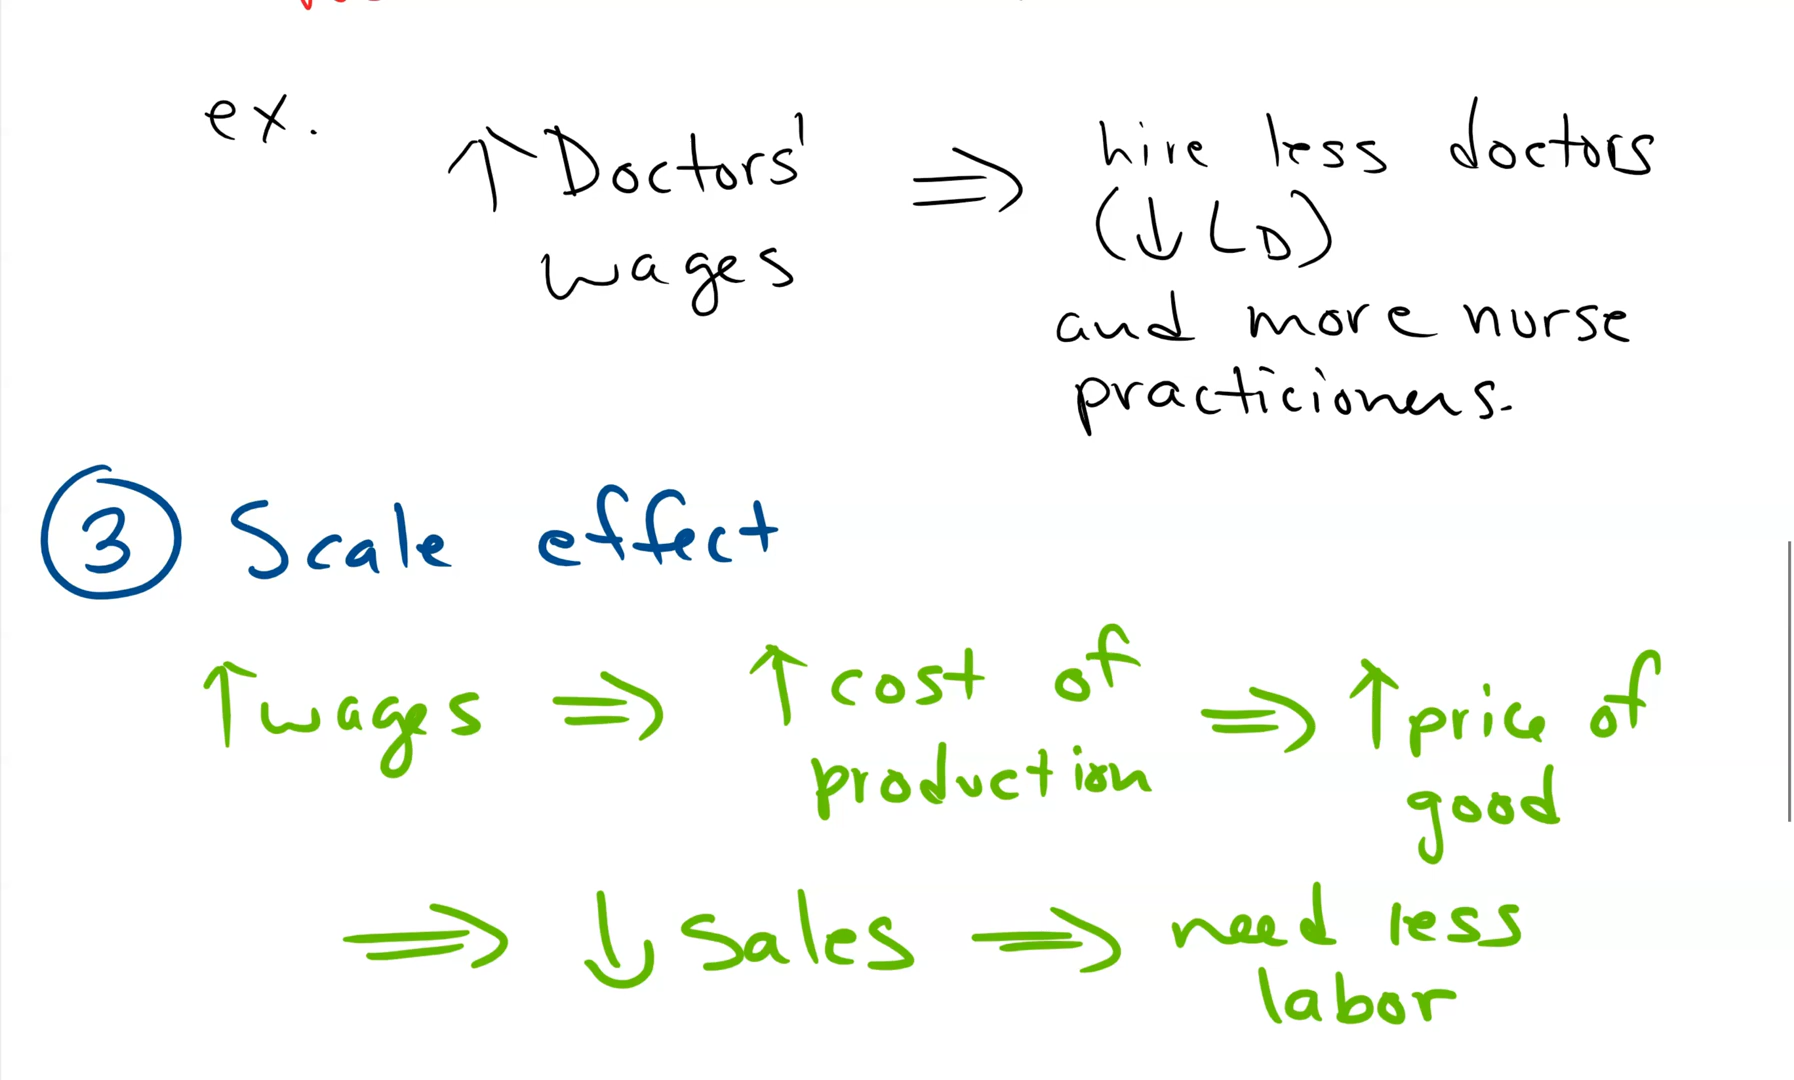 ex.
↑ Doctors' wages ⇒ hire less doctors
(↓ LD)
and more nurse
practicioners.
③ Scale effect
↑ wages ⇒ ↑ cost of production ⇒ ↑ price of good
⇒ ↓ Sales ⇒ need less labor